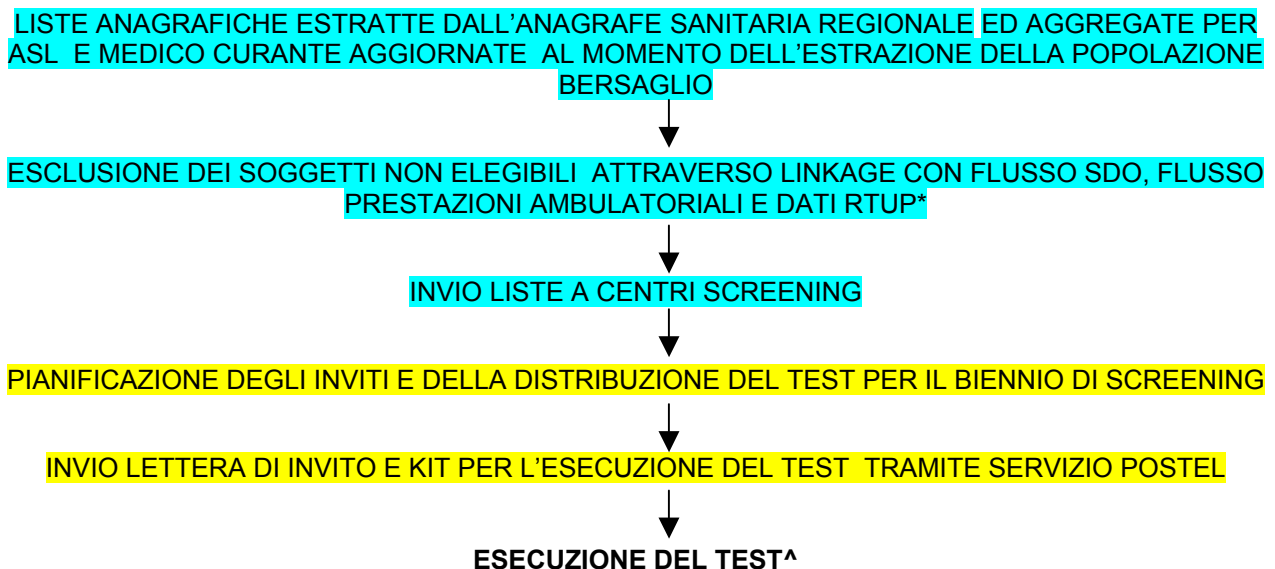 LISTE ANAGRAFICHE ESTRATTE DALL'ANAGRAFE SANITARIA REGIONALE ED AGGREGATE PER
ASL E MEDICO CURANTE AGGIORNATE AL MOMENTO DELL'ESTRAZIONE DELLA POPOLAZIONE
BERSAGLIO
ESCLUSIONE DEI SOGGETTI NON ELEGIBILI ATTRAVERSO LINKAGE CON FLUSSO SDO, FLUSSO
PRESTAZIONI AMBULATORIALI E DATI RTUP*
INVIO LISTE A CENTRI SCREENING
PIANIFICAZIONE DEGLI INVITI E DELLA DISTRIBUZIONE DEL TEST PER IL BIENNIO DI SCREENING
INVIO LETTERA DI INVITO E KIT PER L'ESECUZIONE DEL TEST TRAMITE SERVIZIO POSTEL
ESECUZIONE DEL TEST^